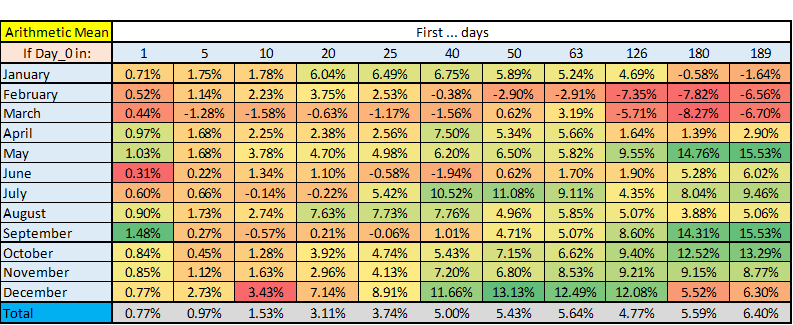 Arithmetic Mean First ... days
If Day_0 in: 1 5 10 20 25 40 50 63 126 180 189
January 0.71% 1.75% 1.78% 6.04% 6.49% 6.75% 5.89% 5.24% 4.69% -0.58% -1.64%
February 0.52% 1.14% 2.23% 3.75% 2.53% -0.38% -2.90% -2.91% -7.35% -7.82% -6.56%
March 0.44% -1.28% -1.58% -0.63% -1.17% -1.56% 0.62% 3.19% -5.71% -8.27% -6.70%
April 0.97% 1.68% 2.25% 2.38% 2.56% 7.50% 5.34% 5.66% 1.64% 1.39% 2.90%
May 1.03% 1.68% 3.78% 4.70% 4.98% 6.20% 6.50% 5.82% 9.55% 14.76% 15.53%
June 0.31% 0.22% 1.34% 1.10% -0.58% -1.94% 0.62% 1.70% 1.90% 5.28% 6.02%
July 0.60% 0.66% -0.14% -0.22% 5.42% 10.52% 11.08% 9.11% 4.35% 8.04% 9.46%
August 0.90% 1.73% 2.74% 7.63% 7.73% 7.76% 4.96% 5.85% 5.07% 3.88% 5.06%
September 1.48% 0.27% -0.57% 0.21% -0.06% 1.01% 4.71% 5.07% 8.60% 14.31% 15.53%
October 0.84% 0.45% 1.28% 3.92% 4.74% 5.43% 7.15% 6.62% 9.40% 12.52% 13.29%
November 0.85% 1.12% 1.63% 2.96% 4.13% 7.20% 6.80% 8.53% 9.21% 9.15% 8.77%
December 0.77% 2.73% 3.43% 7.14% 8.91% 11.66% 13.13% 12.49% 12.08% 5.52% 6.30%
Total 0.77% 0.97% 1.53% 3.11% 3.74% 5.00% 5.43% 5.64% 4.77% 5.59% 6.40%